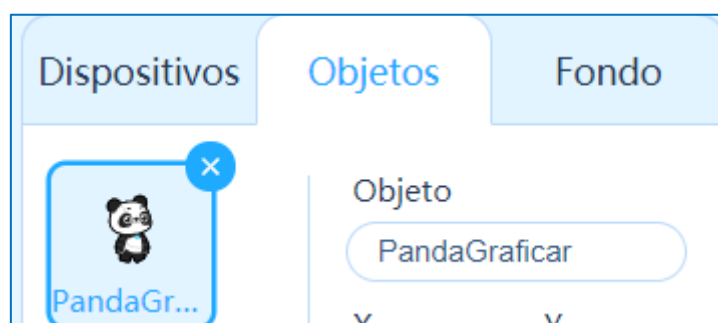 Dispositivos Objetos Fondo
Objeto
PandaGraficar
PandaGr...
X Y